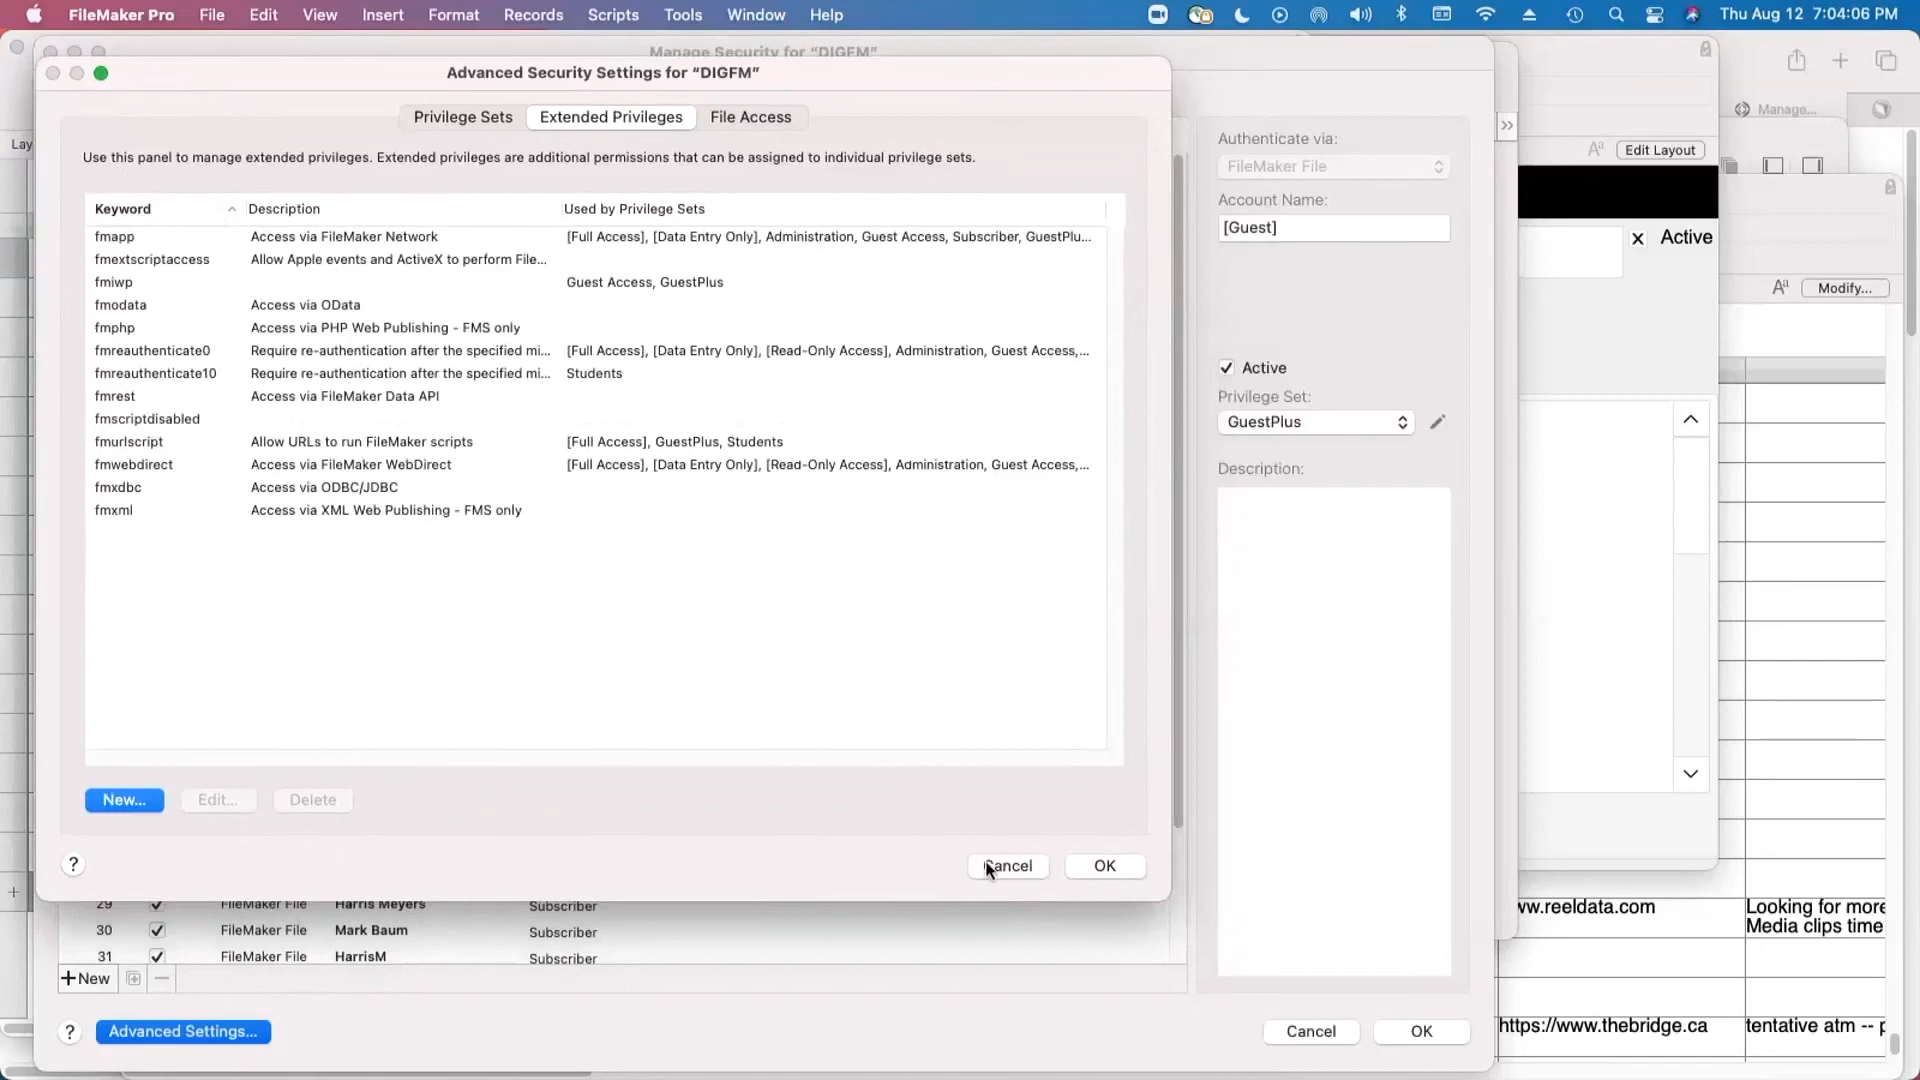 FileMaker Pro File Edit View Insert Format Records Scripts Tools Window Help Thu Aug 12 7:04:06 PM
Manage Security for “DIGFM”
Advanced Security Settings for “DIGFM”
Manage...
Privilege Sets Extended Privileges File Access
Lay
Use this panel to manage extended privileges. Extended privileges are additional permissions that can be assigned to individual privilege sets.
Keyword Description Used by Privilege Sets
fmapp Access via FileMaker Network [Full Access], [Data Entry Only], Administration, Guest Access, Subscriber, GuestPlu...
fmextscriptaccess Allow Apple events and ActiveX to perform File...
fmiwp Guest Access, GuestPlus
fmodata Access via OData
fmphp Access via PHP Web Publishing - FMS only
fmreauthenticate0 Require re-authentication after the specified mi... [Full Access], [Data Entry Only], [Read-Only Access], Administration, Guest Access,...
fmreauthenticate10 Require re-authentication after the specified mi... Students
fmrest Access via FileMaker Data API
fmscriptdisabled
fmurlscript Allow URLs to run FileMaker scripts [Full Access], GuestPlus, Students
fmwebdirect Access via FileMaker WebDirect [Full Access], [Data Entry Only], [Read-Only Access], Administration, Guest Access,...
fmxdbc Access via ODBC/JDBC
fmxml Access via XML Web Publishing - FMS only
New... Edit... Delete
? Cancel OK
Authenticate via:
FileMaker File
Account Name:
[Guest]
Active
Privilege Set:
GuestPlus
Description:
Aa Edit Layout
x Active
Aa Modify...
29 FileMaker File Harris Meyers Subscriber
30 FileMaker File Mark Baum Subscriber
31 FileMaker File HarrisM Subscriber
+New
? Advanced Settings... Cancel OK
ww.reeldata.com Looking for more
Media clips time
https://www.thebridge.ca tentative atm -- p